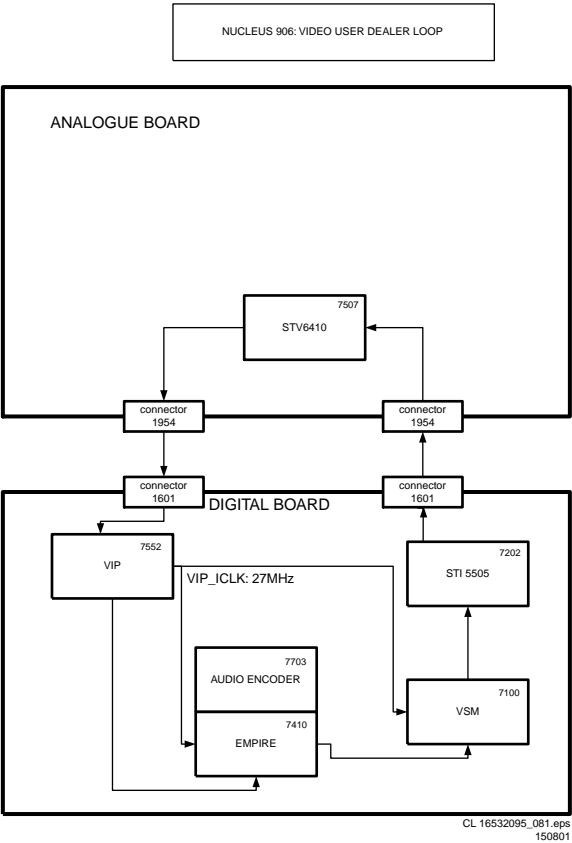 NUCLEUS 906: VIDEO USER DEALER LOOP
ANALOGUE BOARD
7507
STV6410
connector
1954
connector
1954
connector
1601
connector
1601
DIGITAL BOARD
7552
VIP
7202
STI 5505
VIP_ICLK: 27MHz
7703
AUDIO ENCODER
7100
VSM
7410
EMPIRE
CL 16532095_081.eps
150801